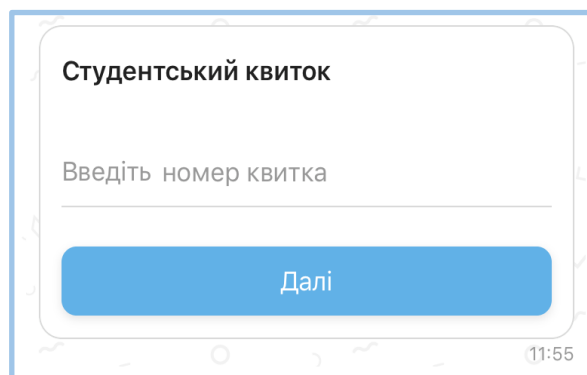 Студентський квиток
Введіть номер квитка
Далі
11:55